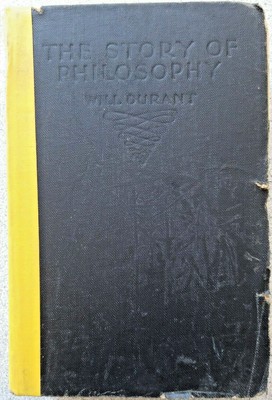 THE STORY OF
PHILOSOPHY
WILL DURANT